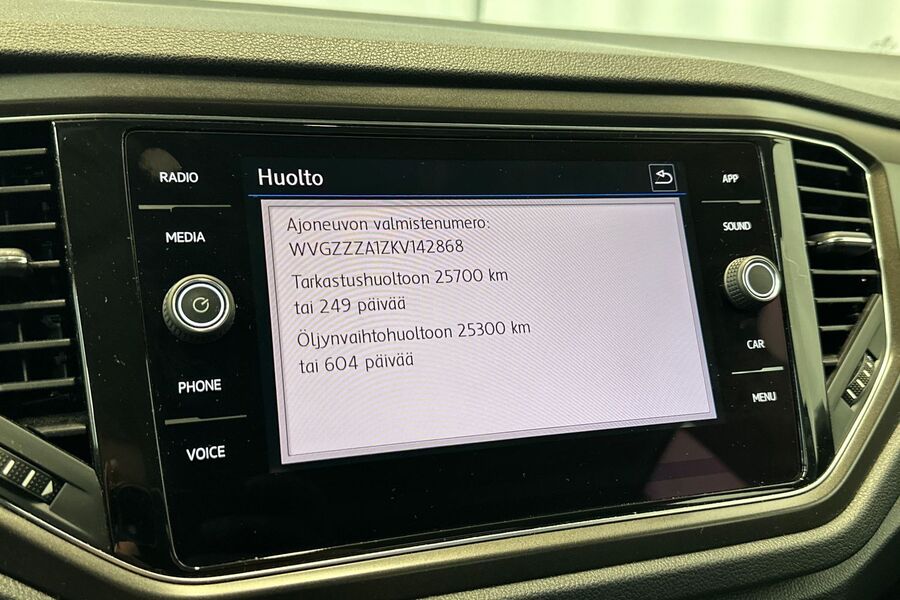 RADIO
MEDIA
PHONE
VOICE
Huolto
Ajoneuvon valmistenumero:
WVGZZZA1ZKV142868
Tarkastushuoltoon 25700 km
tai 249 päivää
Öljynvaihtohuoltoon 25300 km
tai 604 päivää
APP
SOUND
CAR
MENU